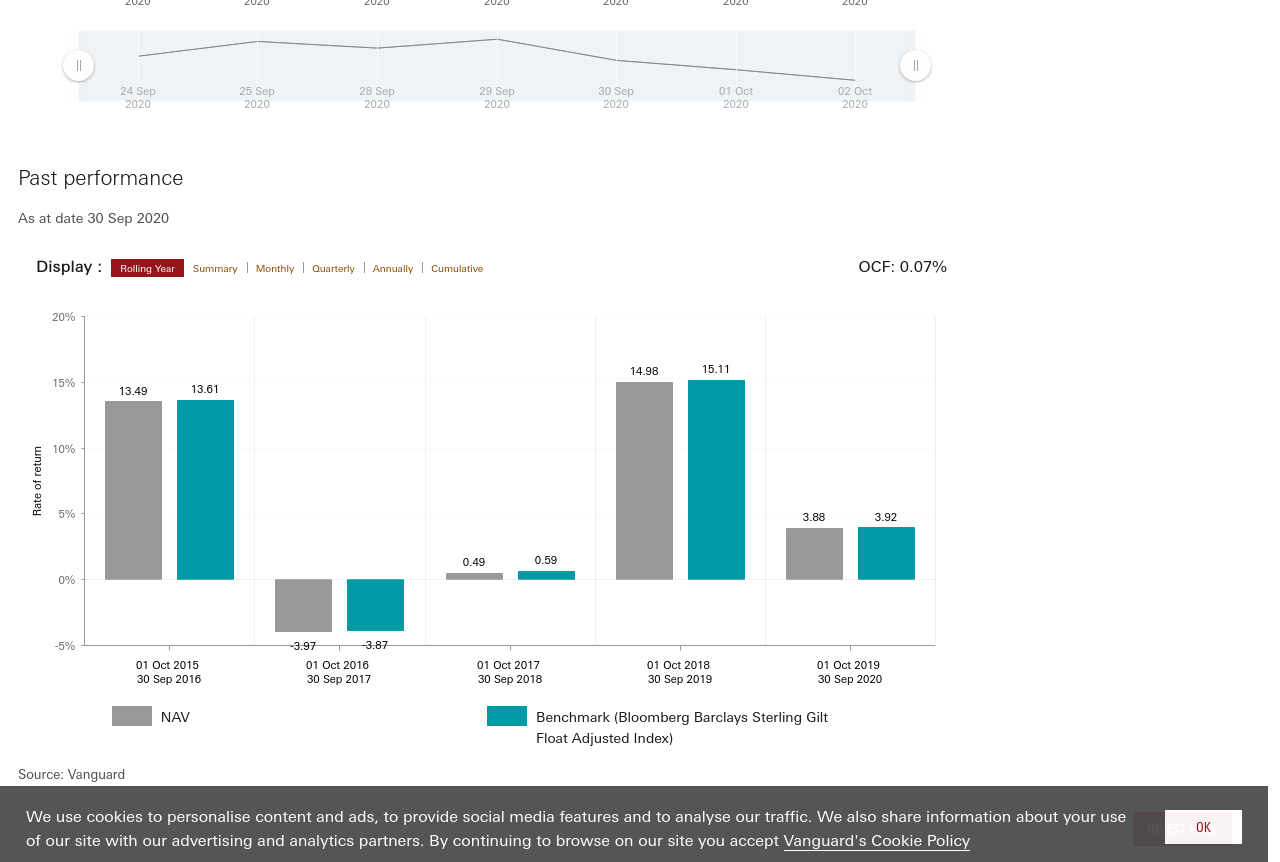 2020 2020 2020 2020 2020 2020 2020
24 Sep 25 Sep 28 Sep 29 Sep 30 Sep 01 Oct 02 Oct
2020 2020 2020 2020 2020 2020 2020
Past performance
As at date 30 Sep 2020
Display : Rolling Year Summary Monthly Quarterly Annually Cumulative OCF: 0.07%
20%
15%
10%
5%
0%
-5%
Rate of return
13.49 13.61
-3.97 -3.87
0.49 0.59
14.98 15.11
3.88 3.92
01 Oct 2015 01 Oct 2016 01 Oct 2017 01 Oct 2018 01 Oct 2019
30 Sep 2016 30 Sep 2017 30 Sep 2018 30 Sep 2019 30 Sep 2020
NAV Benchmark (Bloomberg Barclays Sterling Gilt
Float Adjusted Index)
Source: Vanguard
We use cookies to personalise content and ads, to provide social media features and to analyse our traffic. We also share information about your use
of our site with our advertising and analytics partners. By continuing to browse on our site you accept Vanguard's Cookie Policy
OK